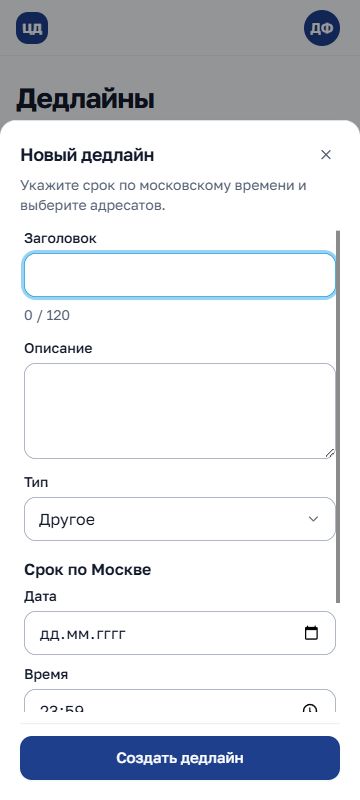 ЦД
ДФ
Дедлайны
Новый дедлайн
Укажите срок по московскому времени и
выберите адресатов.
Заголовок
0 / 120
Описание
Тип
Другое
Срок по Москве
Дата
дд.мм.гггг
Время
23:59
Создать дедлайн